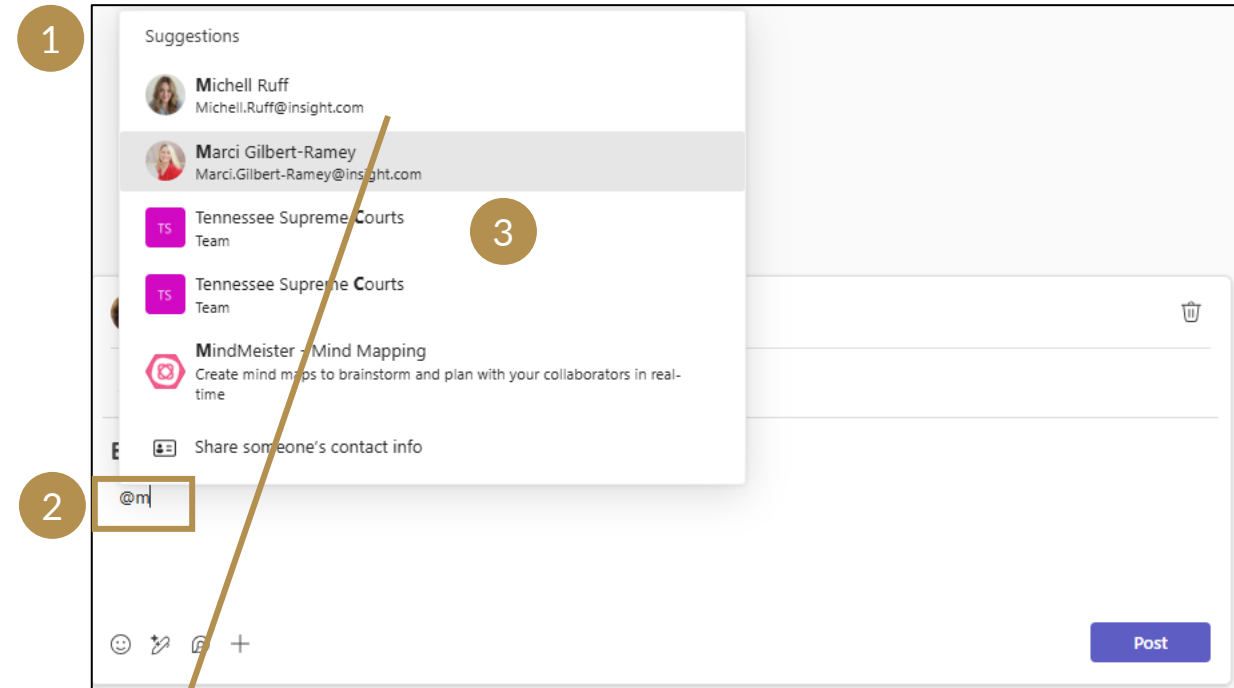 1
Suggestions
Michell Ruff
Michell.Ruff@insight.com
Marci Gilbert-Ramey
Marci.Gilbert-Ramey@insight.com
TS
Tennessee Supreme Courts
Team
3
TS
Tennessee Supreme Courts
Team
MindMeister - Mind Mapping
Create mind maps to brainstorm and plan with your collaborators in real-
time
Share someone's contact info
2
@m
Post